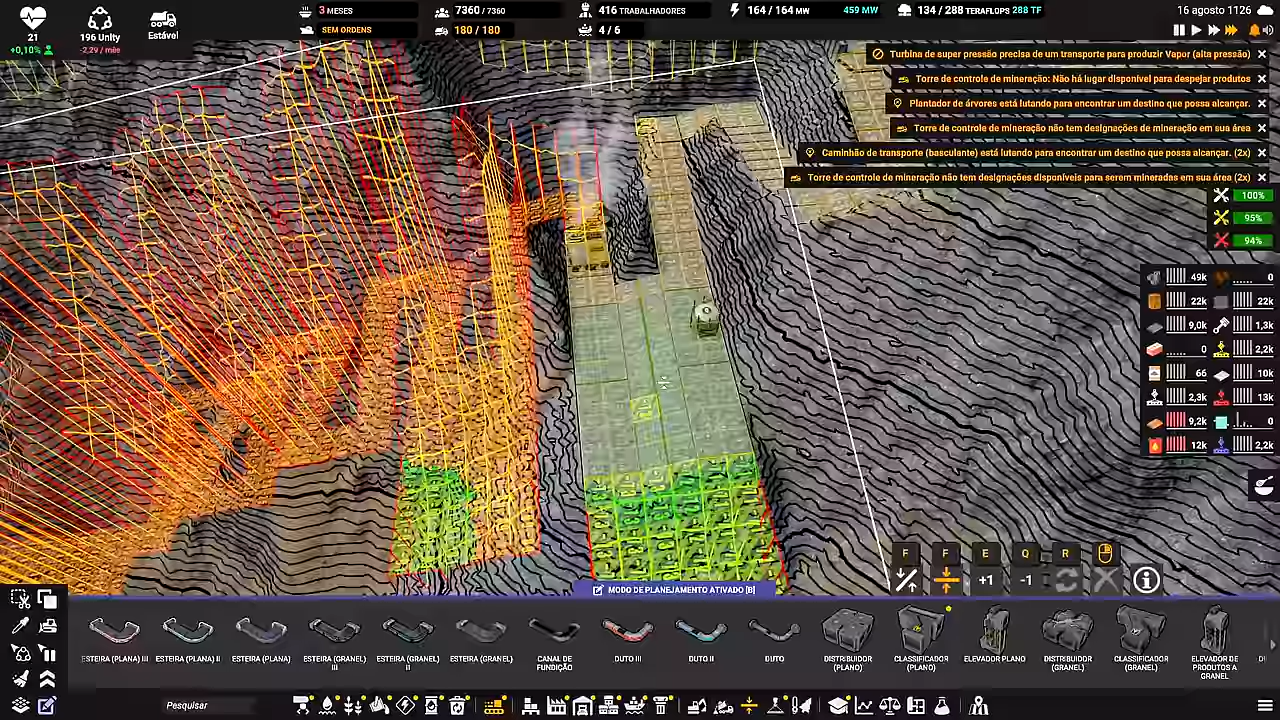 21
+0,10%
196 Unity
-2,29 / mês
Estável
3 MESES
SEM ORDENS
7360 / 7360
180 / 180
416 TRABALHADORES
4 / 6
164 / 164 MW
459 MW
134 / 288 TERAFLOPS
288 TF
16 agosto 1126
Turbina de super pressão precisa de um transporte para produzir Vapor (alta pressão)
Torre de controle de mineração: Não há lugar disponível para despejar produtos
Plantador de árvores está lutando para encontrar um destino que possa alcançar.
Torre de controle de mineração não tem designações de mineração em sua área
Caminhão de transporte (basculante) está lutando para encontrar um destino que possa alcançar. (2x)
Torre de controle de mineração não tem designações disponíveis para serem mineradas em sua área (2x)
100%
95%
94%
49k 0
22k 22k
9,0k 1,3k
0 2,2k
66 10k
2,3k 13k
9,2k 0
12k 2,2k
F F E Q R
+1 -1
MODO DE PLANEJAMENTO ATIVADO [B]
ESTEIRA (PLANA) III
ESTEIRA (PLANA) II
ESTEIRA (PLANA)
ESTEIRA (GRANEL) III
ESTEIRA (GRANEL) II
ESTEIRA (GRANEL)
CANAL DE FUNDIÇÃO
DUTO III
DUTO II
DUTO
DISTRIBUIDOR (PLANO)
CLASSIFICADOR (PLANO)
ELEVADOR PLANO
DISTRIBUIDOR (GRANEL)
CLASSIFICADOR (GRANEL)
ELEVADOR DE PRODUTOS A GRANEL
Pesquisar